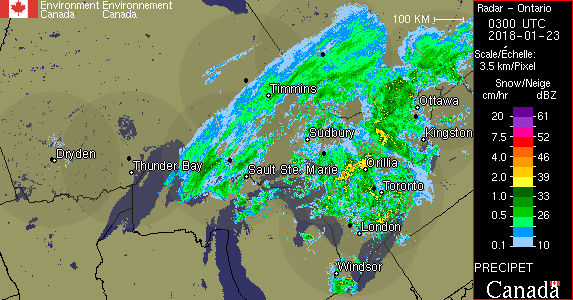 Environment Environnement
Canada Canada
100 KM
Radar - Ontario
0300 UTC
2018-01-23
Scale/Échelle:
3.5 km/Pixel
Snow/Neige
cm/hr dBZ
20 61
7.5 57
5.5 52
4.0 46
2.0 39
1.0 33
0.5 26
0.1 10
PRECIPET
Canada
Timmins
Ottawa
Sudbury
Kingston
Dryden
Thunder Bay
Sault Ste. Marie
Orillia
Toronto
London
Windsor